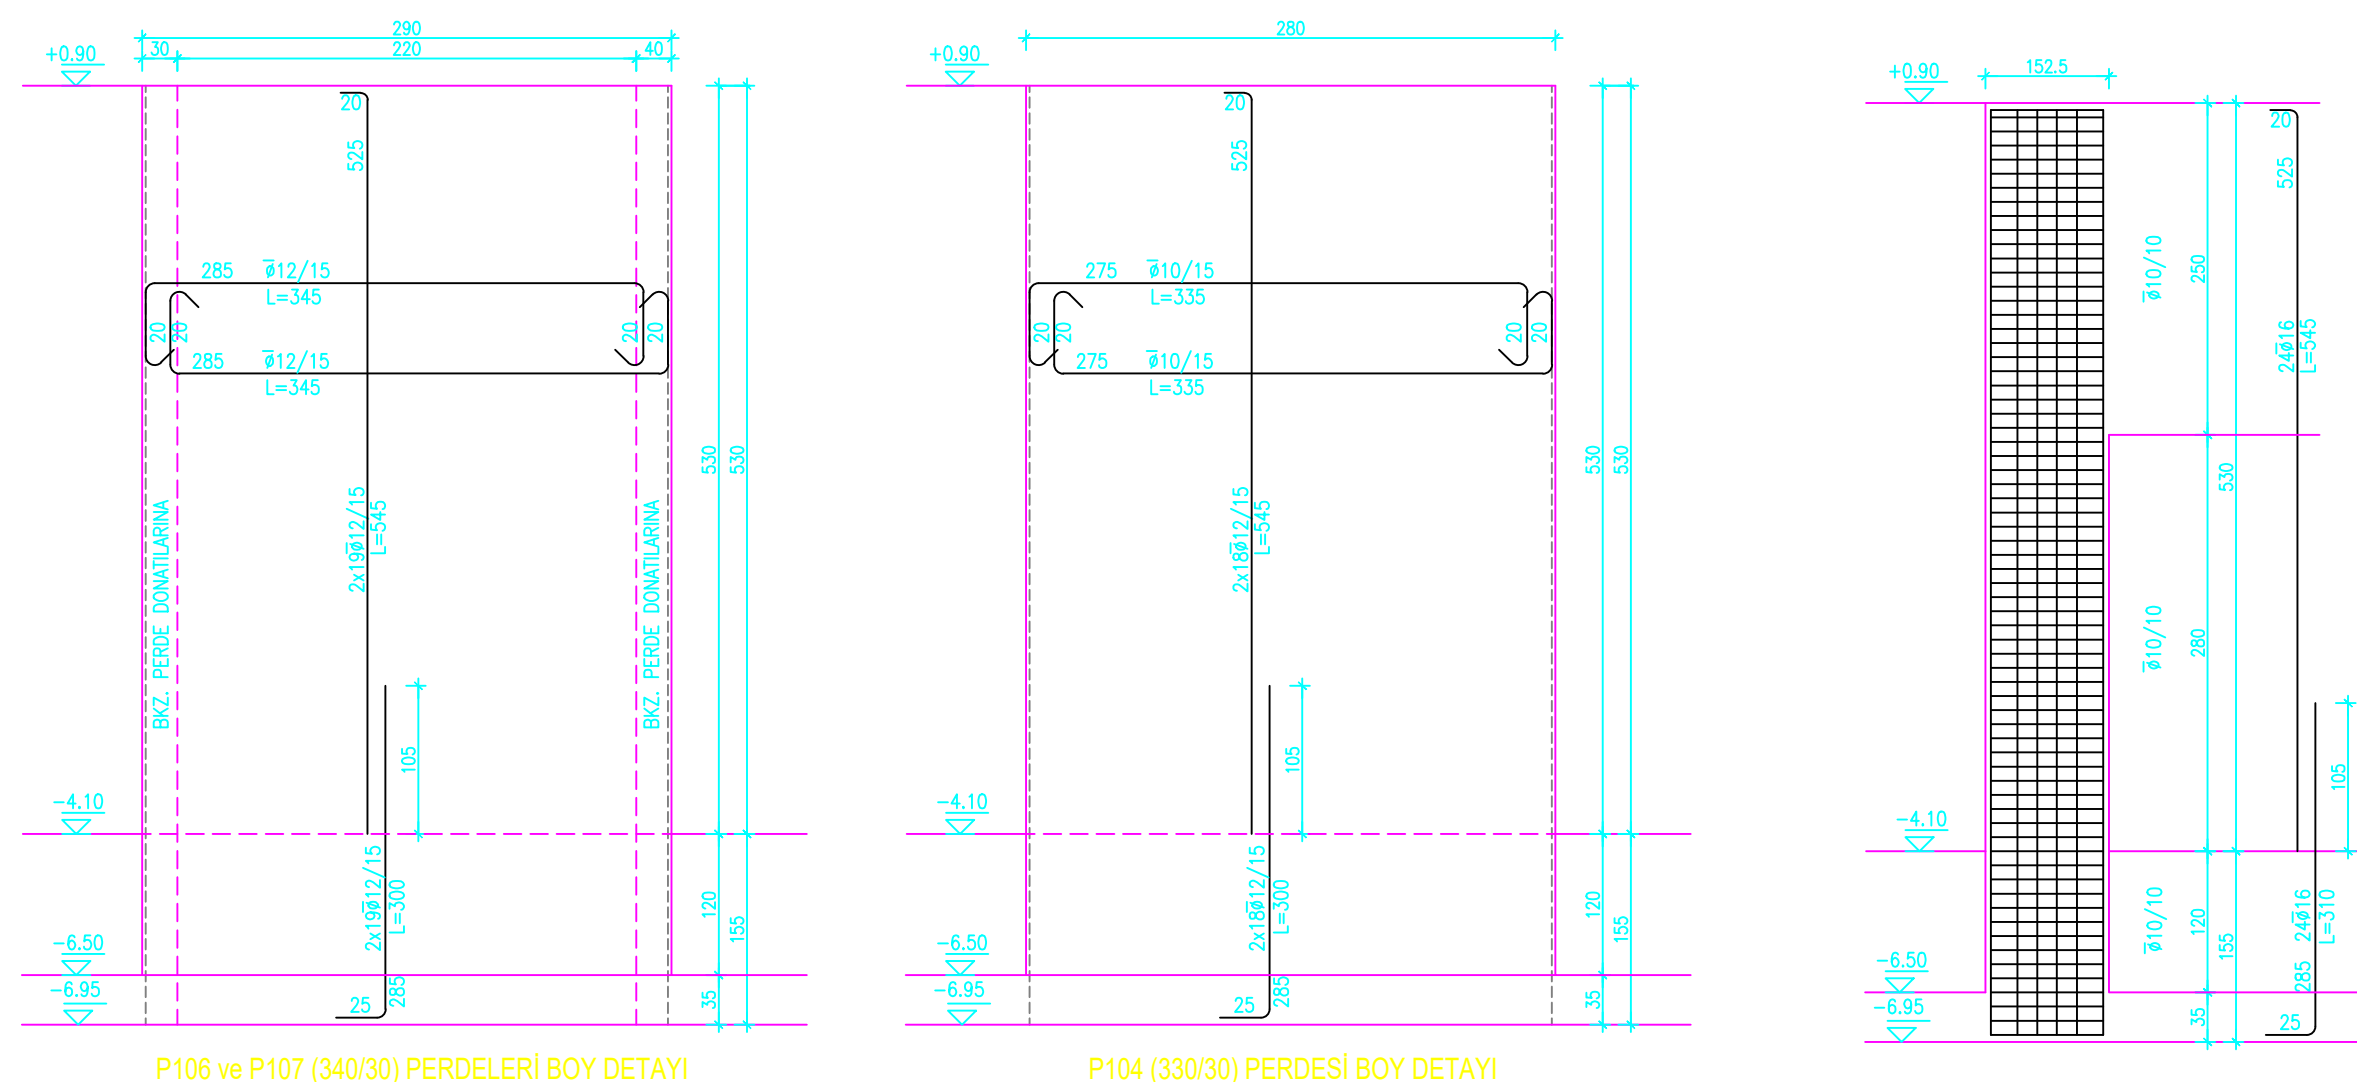 290
30
220
40
+0.90
20
525
285
ø12/15
L=345
20
20
20
20
285
ø12/15
L=345
530
530
2x19ø12/15
L=545
BKZ. PERDE DONATILARINA
BKZ. PERDE DONATILARINA
105
-4.10
2x19ø12/15
L=300
120
155
-6.50
-6.95
25
285
35
P106 ve P107 (340/30) PERDELERİ BOY DETAYI
280
+0.90
20
525
275
ø10/15
L=335
20
20
20
20
275
ø10/15
L=335
530
530
2x18ø12/15
L=545
105
-4.10
2x18ø12/15
L=300
120
155
-6.50
-6.95
25
285
35
P104 (330/30) PERDESİ BOY DETAYI
152.5
+0.90
20
525
ø10/10
250
24ø16
L=545
530
ø10/10
280
105
-4.10
ø10/10
120
155
24ø16
L=310
-6.50
285
-6.95
35
25